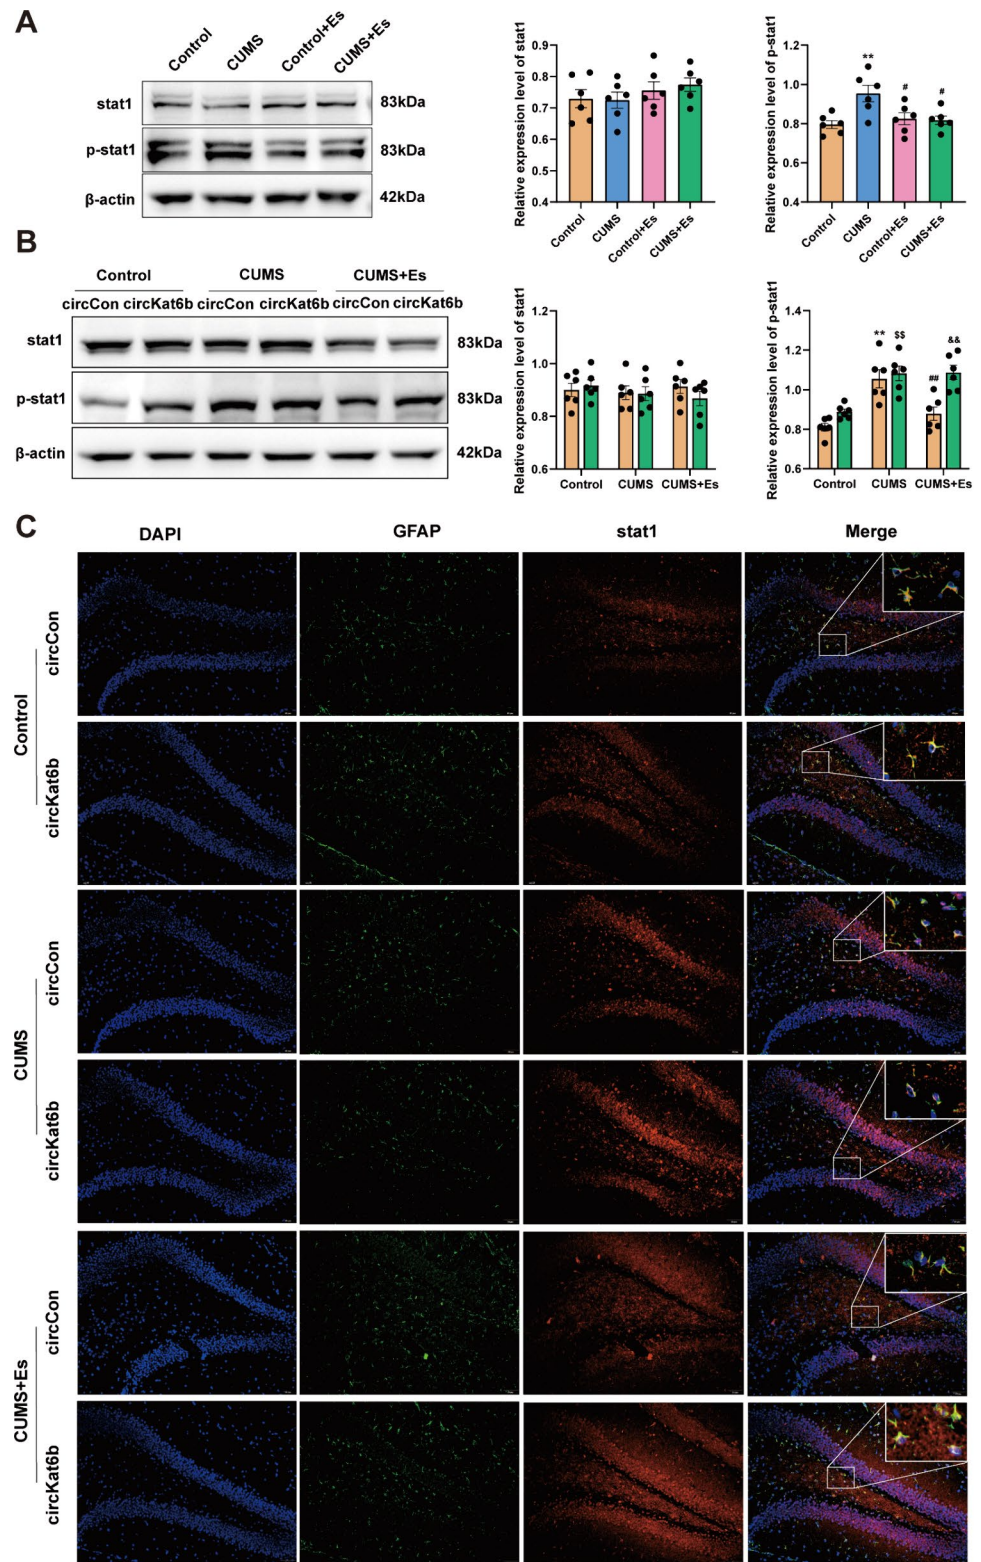 A
Control
CUMS
Control+Es
CUMS+Es
stat1
83kDa
p-stat1
83kDa
β-actin
42kDa
Relative expression level of stat1
0.9
0.8
0.7
0.6
0.5
0.4
Control
CUMS
Control+Es
CUMS+Es
Relative expression level of p-stat1
1.2
1.0
0.8
0.6
0.4
**
#
#
Control
CUMS
Control+Es
CUMS+Es
B
Control CUMS CUMS+Es
circCon circKat6b circCon circKat6b circCon circKat6b
stat1
83kDa
p-stat1
83kDa
β-actin
42kDa
Relative expression level of stat1
1.2
1.0
0.8
0.6
Control CUMS CUMS+Es
Relative expression level of p-stat1
1.4
1.2
1.0
0.8
0.6
** $$ ## &&
Control CUMS CUMS+Es
C
DAPI GFAP stat1 Merge
Control
circCon
circKat6b
CUMS
circCon
circKat6b
CUMS+Es
circCon
circKat6b